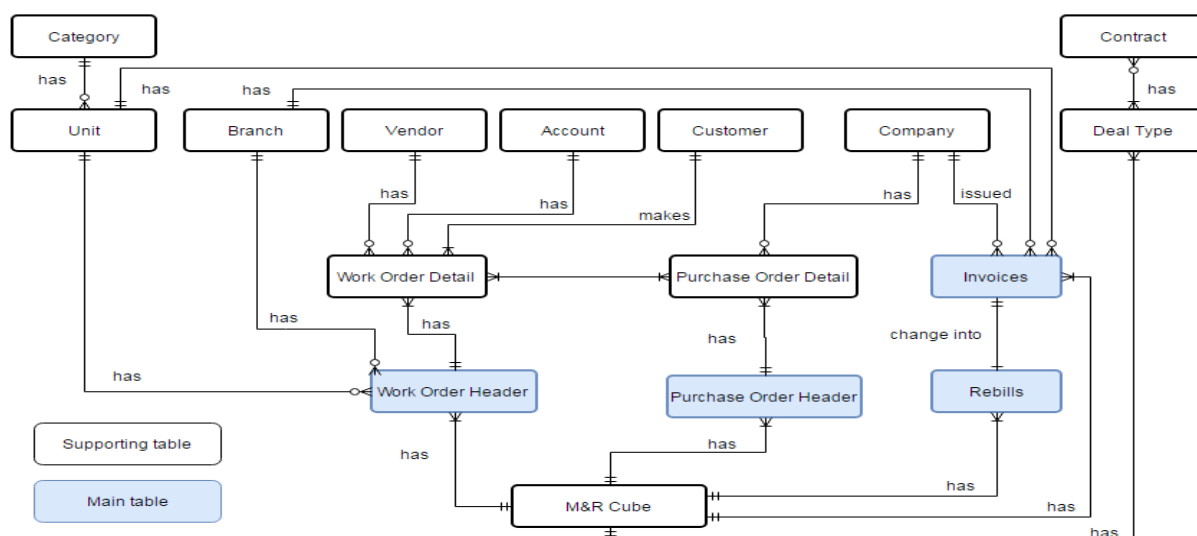 Category
Contract
has
has
has
has
Unit
Branch
Vendor
Account
Customer
Company
Deal Type
has
has
makes
has
issued
Work Order Detail
Purchase Order Detail
Invoices
has
has
has
change into
has
Work Order Header
Purchase Order Header
Rebills
Supporting table
has
has
Main table
M&R Cube
has
has
has